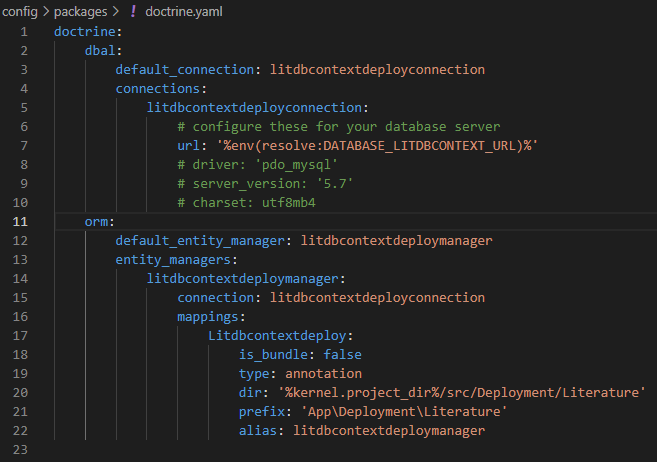 config > packages > ! doctrine.yaml
1 doctrine:
2 dbal:
3 default_connection: litdbcontextdeployconnection
4 connections:
5 litdbcontextdeployconnection:
6 # configure these for your database server
7 url: '%env(resolve:DATABASE_LITDBCONTEXT_URL)%'
8 # driver: 'pdo_mysql'
9 # server_version: '5.7'
10 # charset: utf8mb4
11 orm:
12 default_entity_manager: litdbcontextdeploymanager
13 entity_managers:
14 litdbcontextdeploymanager:
15 connection: litdbcontextdeployconnection
16 mappings:
17 Litdbcontextdeploy:
18 is_bundle: false
19 type: annotation
20 dir: '%kernel.project_dir%/src/Deployment/Literature'
21 prefix: 'App\Deployment\Literature'
22 alias: litdbcontextdeploymanager
23